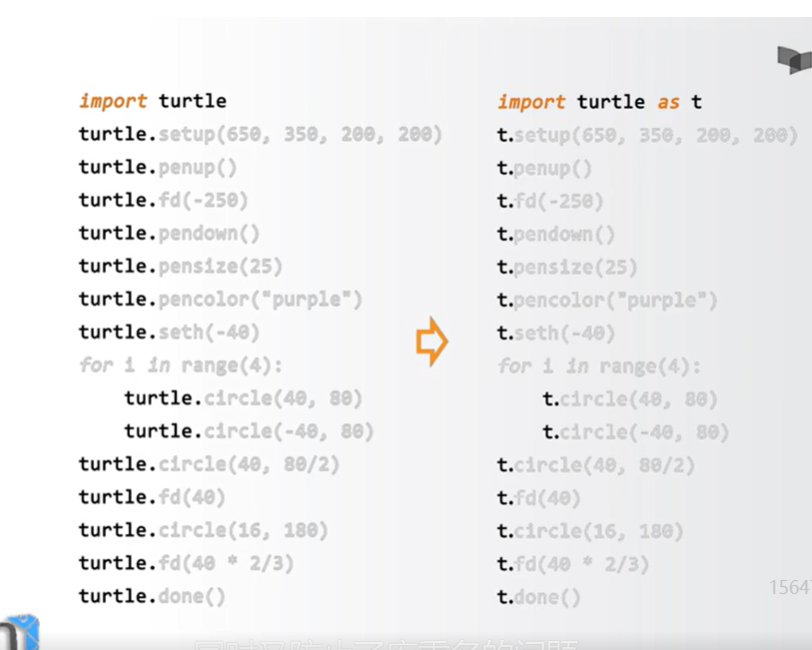 import turtle
turtle.setup(650, 350, 200, 200)
turtle.penup()
turtle.fd(-250)
turtle.pendown()
turtle.pensize(25)
turtle.pencolor("purple")
turtle.seth(-40)
for i in range(4):
turtle.circle(40, 80)
turtle.circle(-40, 80)
turtle.circle(40, 80/2)
turtle.fd(40)
turtle.circle(16, 180)
turtle.fd(40 * 2/3)
turtle.done()
import turtle as t
t.setup(650, 350, 200, 200)
t.penup()
t.fd(-250)
t.pendown()
t.pensize(25)
t.pencolor("purple")
t.seth(-40)
for i in range(4):
t.circle(40, 80)
t.circle(-40, 80)
t.circle(40, 80/2)
t.fd(40)
t.circle(16, 180)
t.fd(40 * 2/3)
t.done()
1564